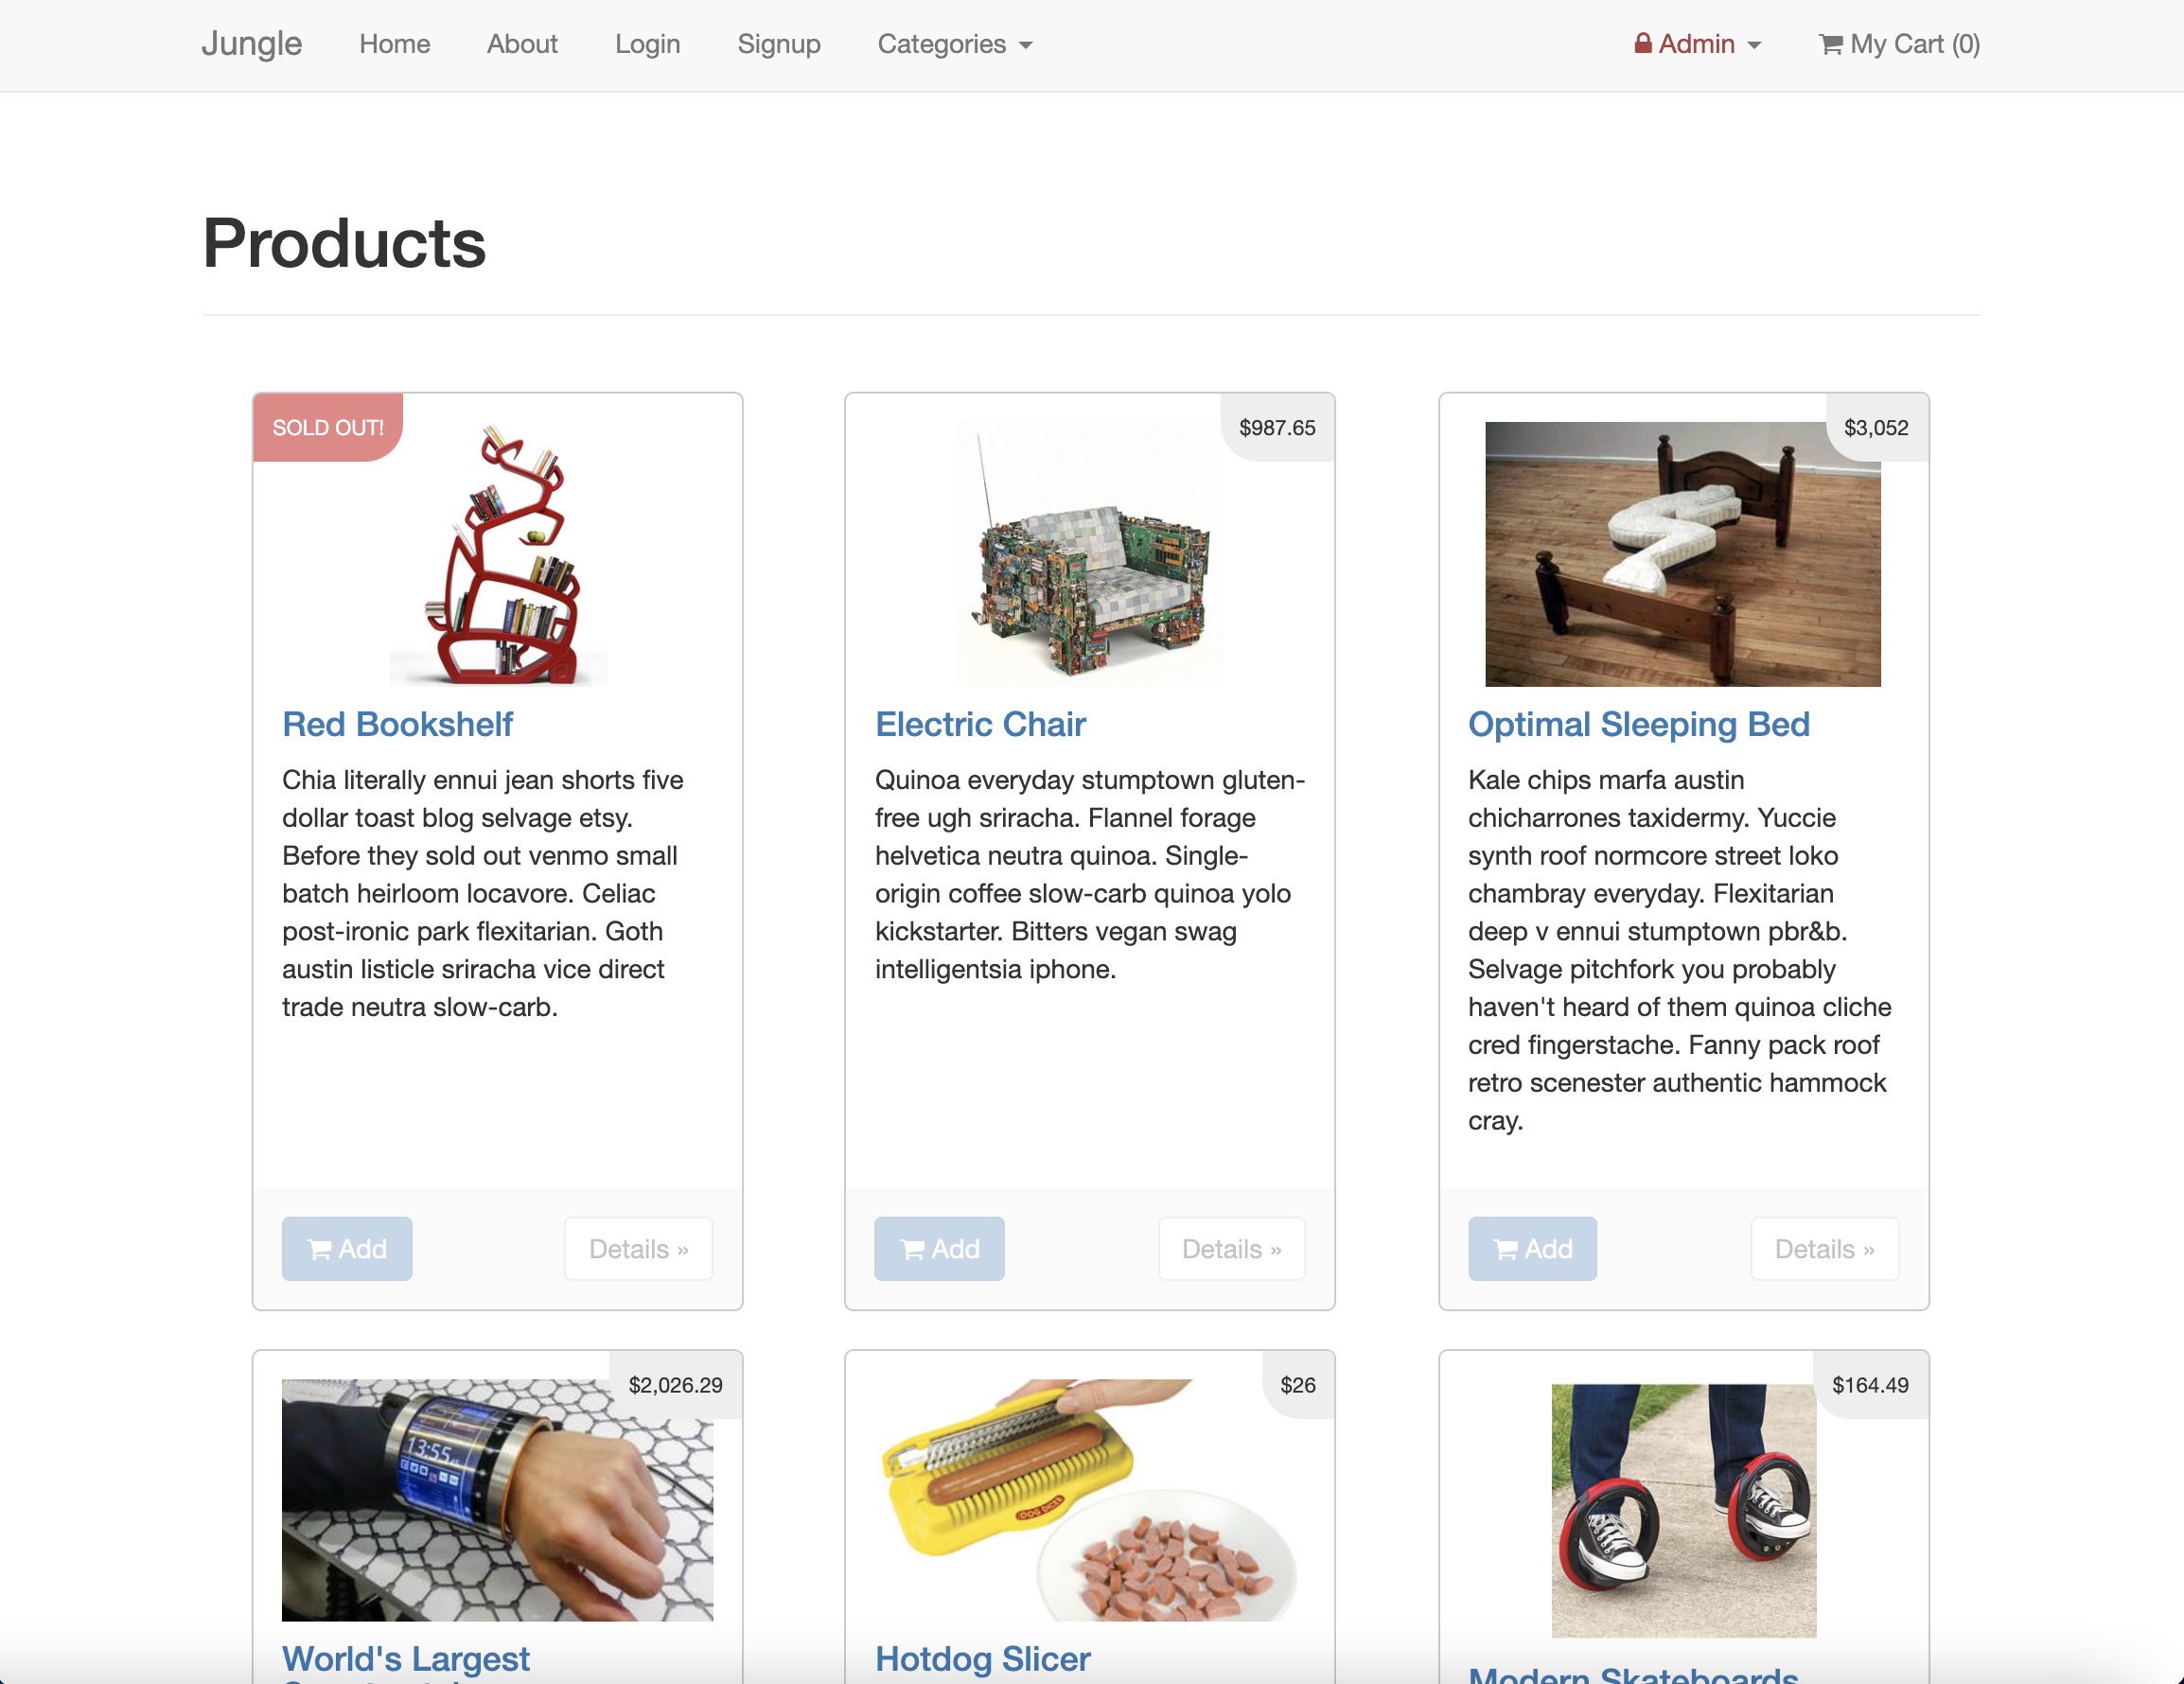 Jungle Home About Login Signup Categories Admin My Cart (0)
Products
SOLD OUT!
Red Bookshelf
Chia literally ennui jean shorts five
dollar toast blog selvage etsy.
Before they sold out venmo small
batch heirloom locavore. Celiac
post-ironic park flexitarian. Goth
austin listicle sriracha vice direct
trade neutra slow-carb.
Add Details »
$987.65
Electric Chair
Quinoa everyday stumptown gluten-
free ugh sriracha. Flannel forage
helvetica neutra quinoa. Single-
origin coffee slow-carb quinoa yolo
kickstarter. Bitters vegan swag
intelligentsia iphone.
Add Details »
$3,052
Optimal Sleeping Bed
Kale chips marfa austin
chicharrones taxidermy. Yuccie
synth roof normcore street loko
chambray everyday. Flexitarian
deep v ennui stumptown pbr&b.
Selvage pitchfork you probably
haven't heard of them quinoa cliche
cred fingerstache. Fanny pack roof
retro scenester authentic hammock
cray.
Add Details »
$2,026.29
13:55
World's Largest
$26
DOG DICER
Hotdog Slicer
$164.49
Modern Skateboards